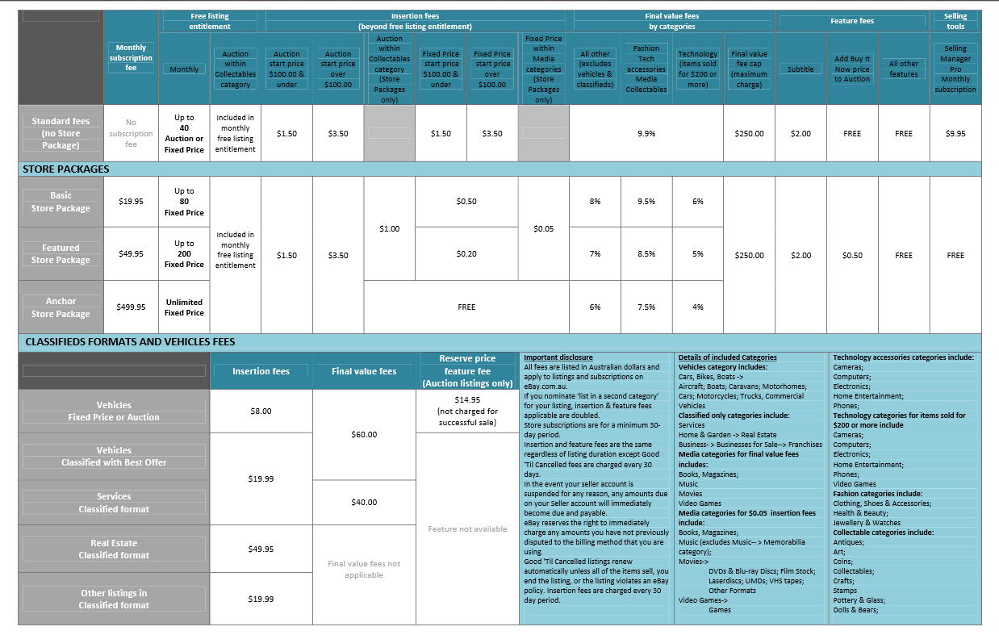 Free listing
entitlement
Insertion fees
(beyond free listing entitlement)
Final value fees
by categories
Feature fees
Selling
tools
Monthly
subscription
fee
Monthly
Auction
within
Collectables
category
Auction
start price
$100.00 &
under
Auction
start price
over
$100.00
Auction
within
Collectables
category
(Store
Packages
only)
Fixed Price
start price
$100.00 &
under
Fixed Price
start price
over
$100.00
Fixed Price
within
Media
categories
(Store
Packages
only)
All other
(excludes
vehicles &
classifieds)
Fashion
Tech
accessories
Media
Collectables
Technology
(items sold
for $200 or
more)
Final value
fee cap
(maximum
charge)
Subtitle
Add Buy It
Now price
to Auction
All other
features
Selling
Manager
Pro
Monthly
subscription
Standard fees
(no Store
Package)
No
subscription
fee
Up to
40
Auction or
Fixed Price
Included in
monthly
free listing
entitlement
$1.50
$3.50
$1.50
$3.50
9.9%
$250.00
$2.00
FREE
FREE
$9.95
STORE PACKAGES
Basic
Store Package
$19.95
Up to
80
Fixed Price
$0.50
8%
9.5%
6%
Featured
Store Package
$49.95
Up to
200
Fixed Price
Included in
monthly
free listing
entitlement
$1.50
$3.50
$1.00
$0.20
$0.05
7%
8.5%
5%
$250.00
$2.00
$0.50
FREE
FREE
Anchor
Store Package
$499.95
Unlimited
Fixed Price
FREE
6%
7.5%
4%
CLASSIFIEDS FORMATS AND VEHICLES FEES
Insertion fees
Final value fees
Reserve price
feature fee
(Auction listings only)
Vehicles
Fixed Price or Auction
$8.00
$60.00
$14.95
(not charged for
successful sale)
Vehicles
Classified with Best Offer
$19.99
Services
Classified format
$40.00
Feature not available
Real Estate
Classified format
$49.95
Final value fees not
applicable
Other listings in
Classified format
$19.99
Important disclosure
All fees are listed in Australian dollars and
apply to listings and subscriptions on
eBay.com.au.
If you nominate 'list in a second category'
for your listing, insertion & feature fees
applicable are doubled.
Store subscriptions are for a minimum 30-
day period.
Insertion and feature fees are the same
regardless of listing duration except Good
'Til Cancelled fees are charged every 30
days.
In the event your seller account is
suspended for any reason, any amounts due
on your Seller account will immediately
become due and payable.
eBay reserves the right to immediately
charge any amounts you have not previously
disputed to the billing method that you are
using.
Good 'Til Cancelled listings renew
automatically unless all of the items sell, you
end the listing, or the listing violates an eBay
policy. Insertion fees are charged every 30
day period.
Details of included Categories
Vehicles category includes:
Cars, Bikes, Boats ->
Aircraft; Boats; Caravans; Motorhomes;
Cars; Motorcycles; Trucks, Commercial
Vehicles
Classified only categories include:
Services
Home & Garden -> Real Estate
Business- > Businesses for Sale--> Franchises
Media categories for final value fees
includes:
Books, Magazines;
Music
Movies
Video Games
Media categories for $0.05 insertion fees
include:
Books, Magazines;
Music (excludes Music-- > Memorabilia
category);
Movies->
DVDs & Blu-ray Discs; Film Stock;
Laserdiscs; UMDs; VHS tapes;
Other Formats
Video Games->
Games
Technology accessories categories include:
Cameras;
Computers;
Electronics;
Home Entertainment;
Phones;
Technology categories for items sold for
$200 or more include
Cameras;
Computers;
Electronics;
Home Entertainment;
Phones;
Video Games
Fashion categories include:
Clothing, Shoes & Accessories;
Health & Beauty;
Jewellery & Watches
Collectable categories include:
Antiques;
Art;
Coins;
Collectables;
Crafts;
Stamps
Pottery & Glass;
Dolls & Bears;